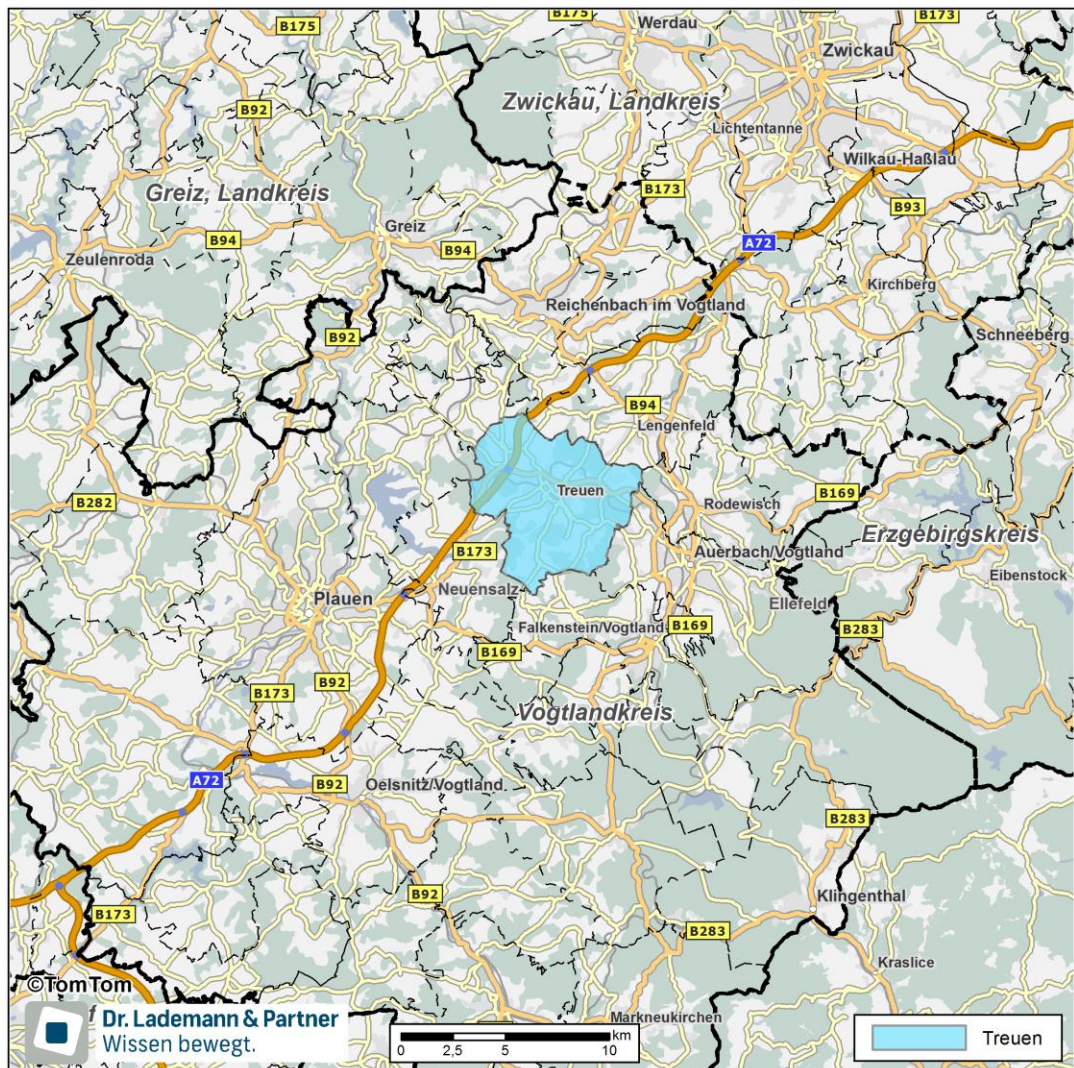 B175
Werdau
B173
Zwickau
B92
Zwickau, Landkreis
Lichtentanne
Wilkau-Haßlau
B173
Greiz, Landkreis
B93
Greiz
B94
B94
A72
Zeulenroda
Kirchberg
Reichenbach im Vogtland
B92
Schneeberg
B94
Lengenfeld
Treuen
B169
B282
Rodewisch
Erzgebirgskreis
B173
Auerbach/Vogtland
Eibenstock
Neuensalz
Plauen
Ellefeld
Falkenstein/Vogtland
B169
B283
B169
B173
B92
Vogtlandkreis
A72
B92
Oelsnitz/Vogtland
B283
B92
Klingenthal
B173
B283
Kraslice
©TomTom
Markneukirchen
Dr. Lademann & Partner
Wissen bewegt.
km
0 2,5 5 10
Treuen